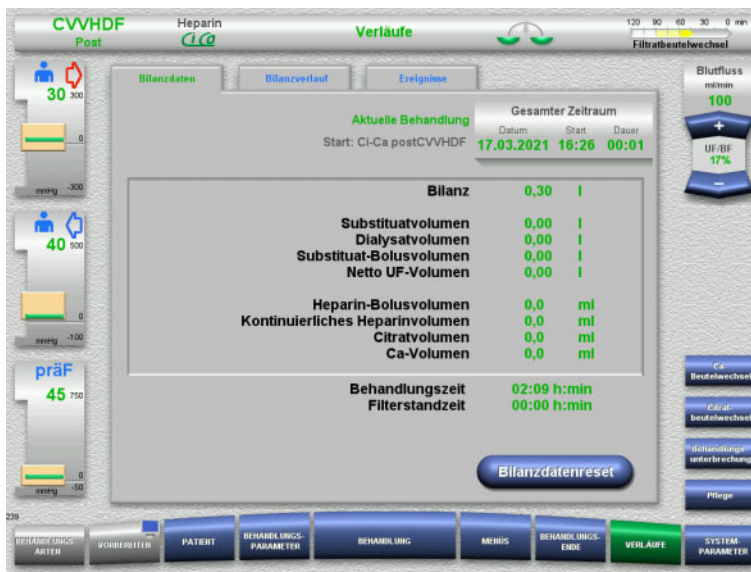 CVVHDF
Post
Heparin
Ci Ca
Verläufe
120 90 60 30 0 min
Filtratbeutelwechsel
30
300
0
mmHg -300
40
500
0
mmHg -100
präF
45
750
0
mmHg -50
Bilanzdaten
Bilanzverlauf
Ereignisse
Aktuelle Behandlung
Start: Ci-Ca postCVVHDF
Gesamter Zeitraum
Datum Start Dauer
17.03.2021 16:26 00:01
Bilanz 0,30 l
Substituatvolumen 0,00 l
Dialysatvolumen 0,00 l
Substituat-Bolusvolumen 0,00 l
Netto UF-Volumen 0,00 l
Heparin-Bolusvolumen 0,0 ml
Kontinuierliches Heparinvolumen 0,0 ml
Citratvolumen 0,0 ml
Ca-Volumen 0,0 ml
Behandlungszeit 02:09 h:min
Filterstandzeit 00:00 h:min
Bilanzdatenreset
Blutfluss
ml/min
100
+
UF/BF
17%
−
Ca-
Beutelwechsel
Citrat-
beutelwechsel
Behandlungs-
unterbrechung
Pflege
239
BEHANDLUNGS-
ARTEN
VORBEREITEN
PATIENT
BEHANDLUNGS-
PARAMETER
BEHANDLUNG
MENÜS
BEHANDLUNGS-
ENDE
VERLÄUFE
SYSTEM-
PARAMETER